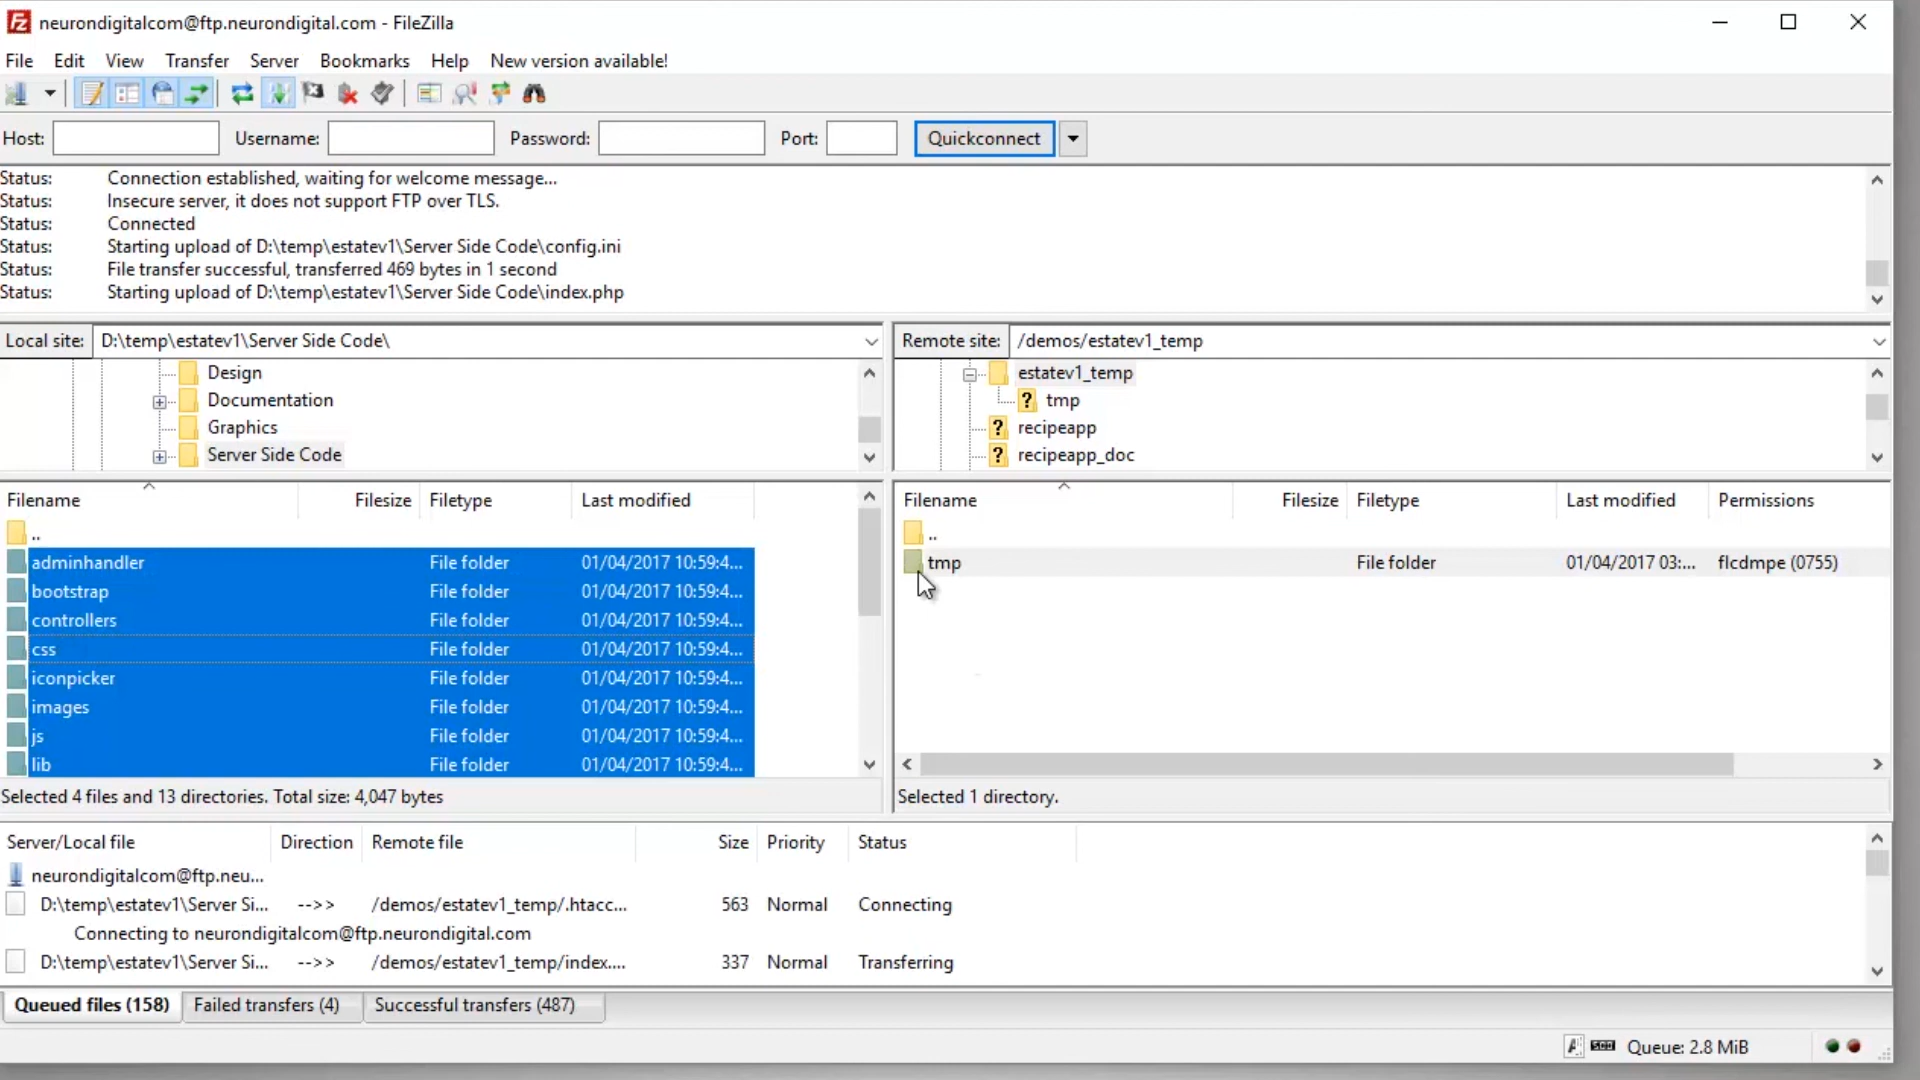 neurondigitalcom@ftp.neurondigital.com - FileZilla
File Edit View Transfer Server Bookmarks Help New version available!
Host: Username: Password: Port: Quickconnect
Status: Connection established, waiting for welcome message...
Status: Insecure server, it does not support FTP over TLS.
Status: Connected
Status: Starting upload of D:\temp\estatev1\Server Side Code\config.ini
Status: File transfer successful, transferred 469 bytes in 1 second
Status: Starting upload of D:\temp\estatev1\Server Side Code\index.php
Local site: D:\temp\estatev1\Server Side Code\
Design
Documentation
Graphics
Server Side Code
Remote site: /demos/estatev1_temp
estatev1_temp
tmp
recipeapp
recipeapp_doc
Filename Filesize Filetype Last modified
..
adminhandler File folder 01/04/2017 10:59:4...
bootstrap File folder 01/04/2017 10:59:4...
controllers File folder 01/04/2017 10:59:4...
css File folder 01/04/2017 10:59:4...
iconpicker File folder 01/04/2017 10:59:4...
images File folder 01/04/2017 10:59:4...
js File folder 01/04/2017 10:59:4...
lib File folder 01/04/2017 10:59:4...
Selected 4 files and 13 directories. Total size: 4,047 bytes
Filename Filesize Filetype Last modified Permissions
..
tmp File folder 01/04/2017 03:... flcdmpe (0755)
Selected 1 directory.
Server/Local file Direction Remote file Size Priority Status
neurondigitalcom@ftp.neu...
D:\temp\estatev1\Server Si... -->> /demos/estatev1_temp/.htacc... 563 Normal Connecting
Connecting to neurondigitalcom@ftp.neurondigital.com
D:\temp\estatev1\Server Si... -->> /demos/estatev1_temp/index.... 337 Normal Transferring
Queued files (158) Failed transfers (4) Successful transfers (487)
Queue: 2.8 MiB